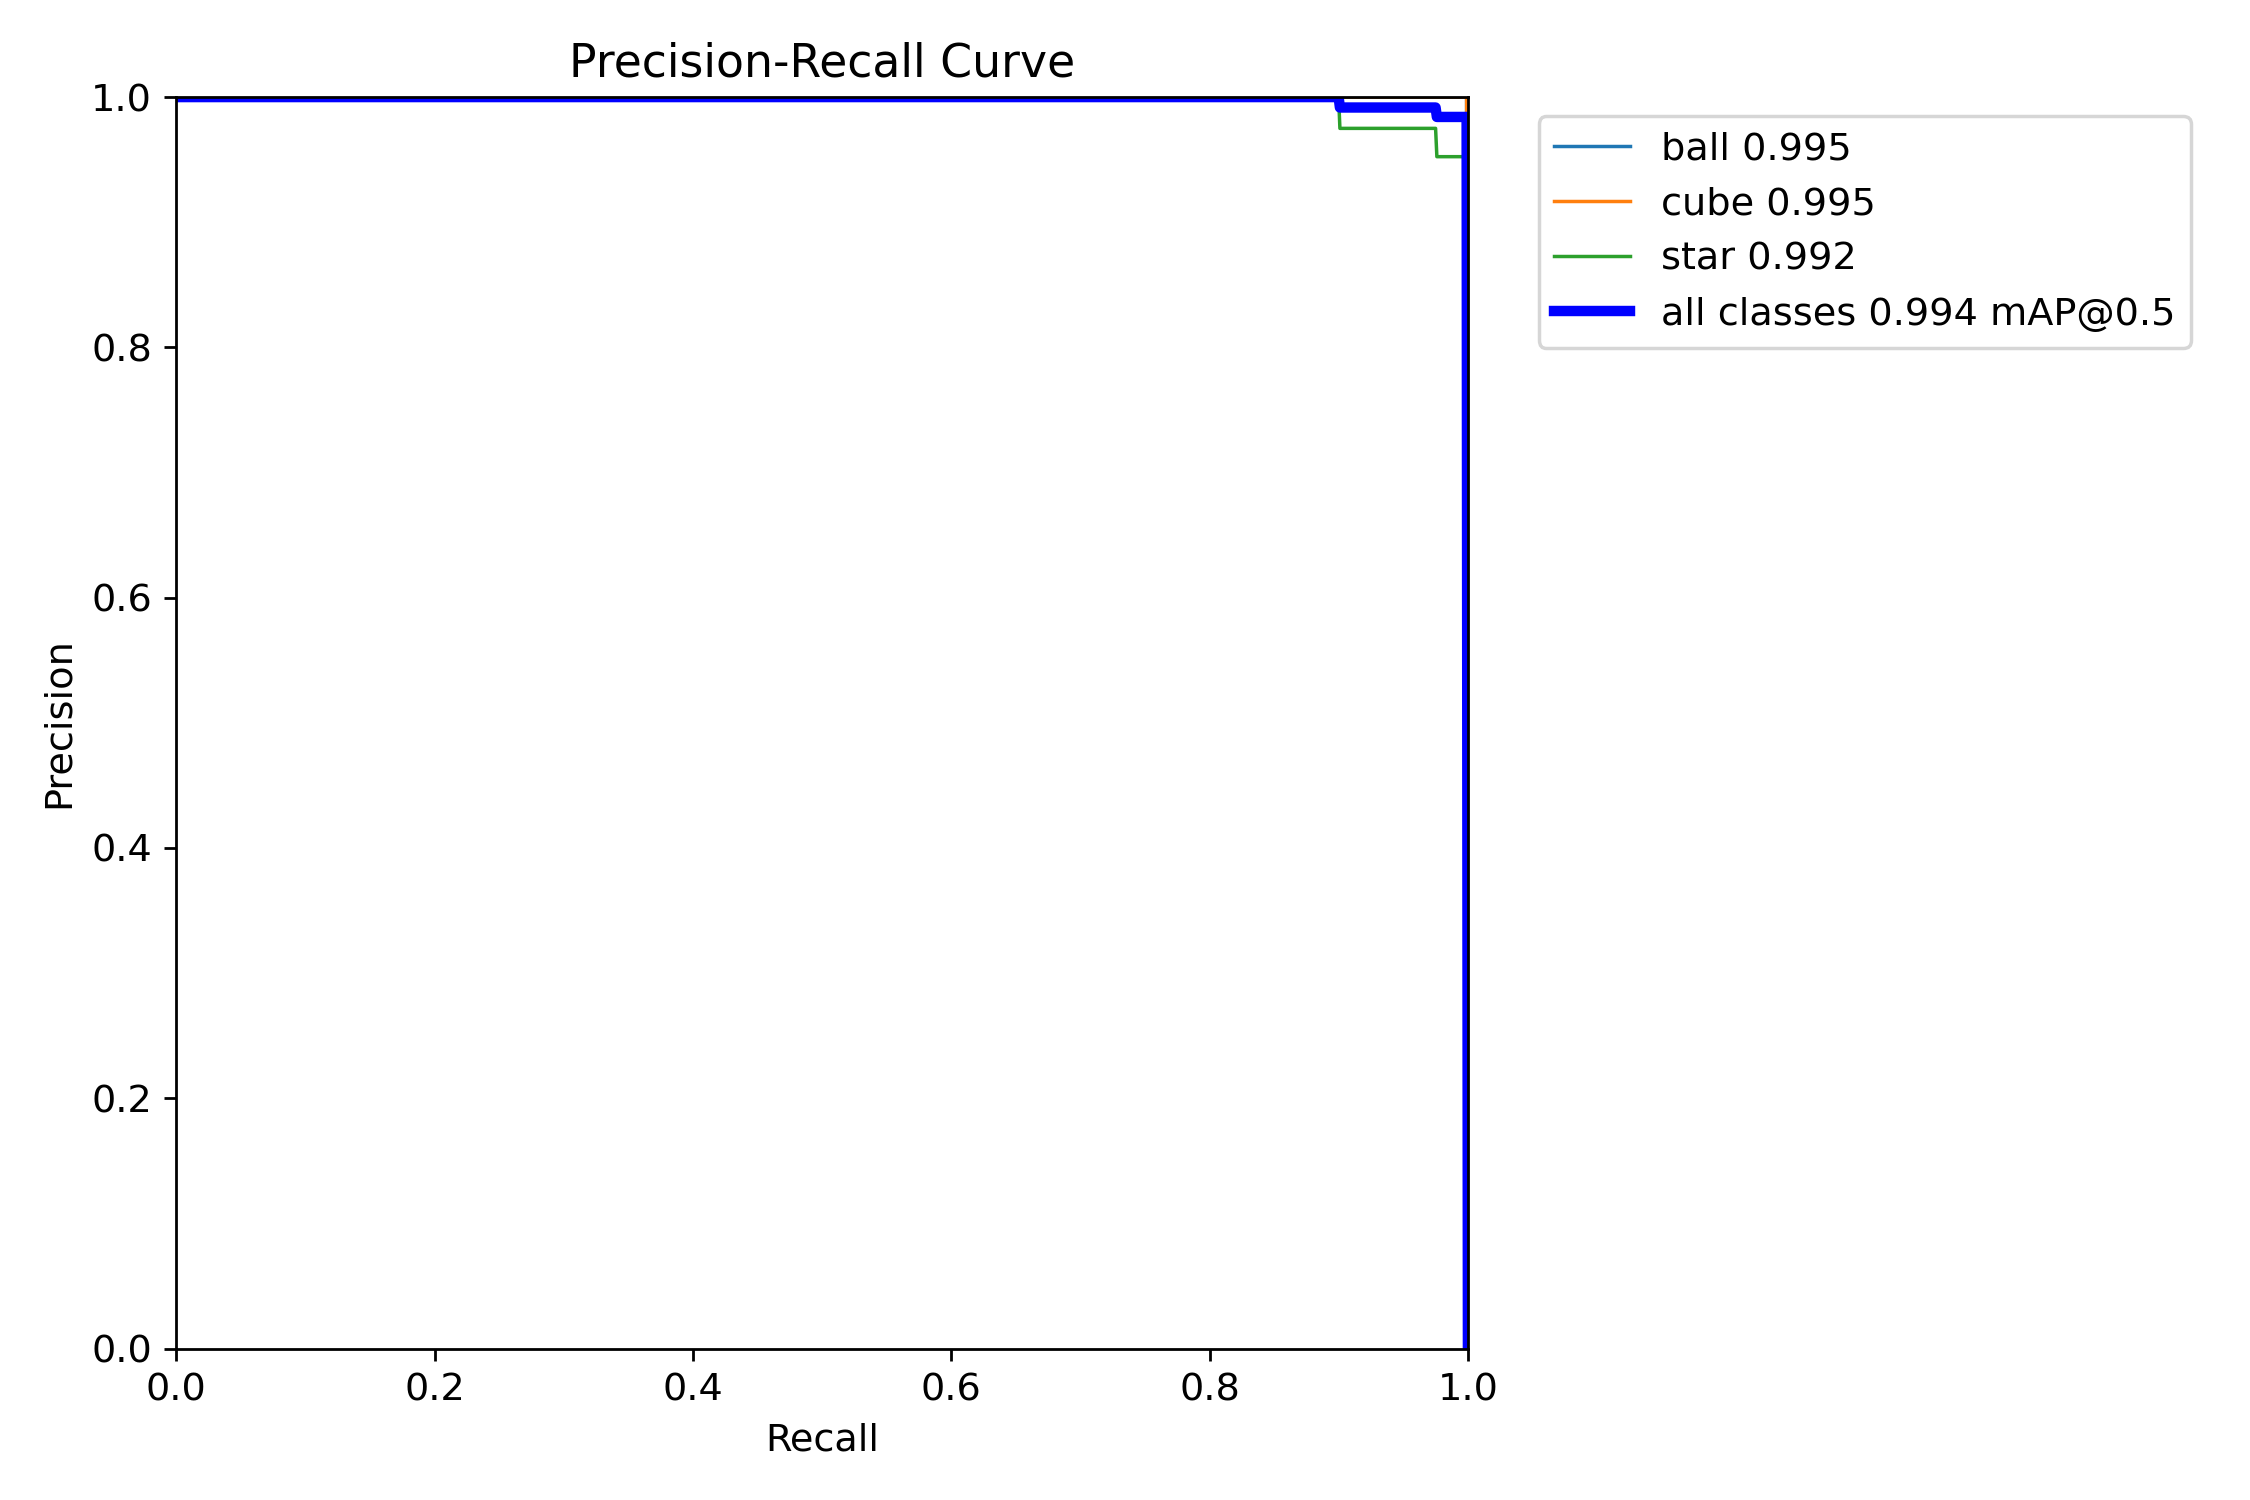 Precision-Recall Curve
1.0
0.8
0.6
0.4
0.2
0.0
Precision
0.0 0.2 0.4 0.6 0.8 1.0
Recall
ball 0.995
cube 0.995
star 0.992
all classes 0.994 mAP@0.5